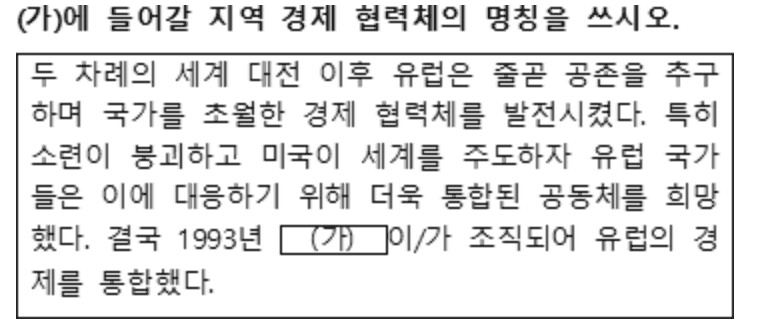 (가)에 들어갈 지역 경제 협력체의 명칭을 쓰시오.
두 차례의 세계 대전 이후 유럽은 줄곧 공존을 추구
하며 국가를 초월한 경제 협력체를 발전시켰다. 특히
소련이 붕괴하고 미국이 세계를 주도하자 유럽 국가
들은 이에 대응하기 위해 더욱 통합된 공동체를 희망
했다. 결국 1993년 (가) 이/가 조직되어 유럽의 경
제를 통합했다.